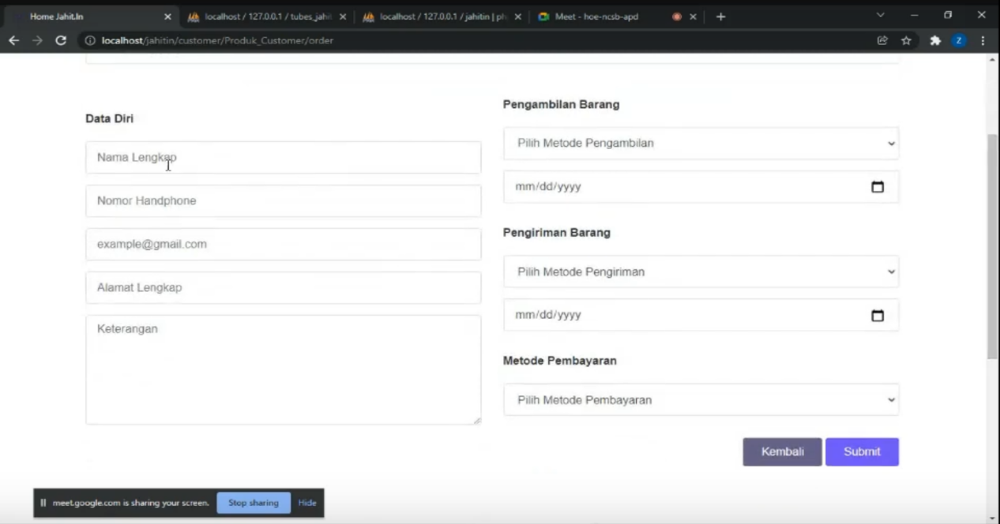 Home Jahit.In
localhost / 127.0.0.1 / tubes_jahit
localhost / 127.0.0.1 / jahitin | ph
Meet - hoe-ncsb-apd
localhost/jahitin/customer/Produk_Customer/order
Z
Data Diri
Nama Lengkap
Nomor Handphone
example@gmail.com
Alamat Lengkap
Keterangan
Pengambilan Barang
Pilih Metode Pengambilan
mm/dd/yyyy
Pengiriman Barang
Pilih Metode Pengiriman
mm/dd/yyyy
Metode Pembayaran
Pilih Metode Pembayaran
Kembali
Submit
meet.google.com is sharing your screen.
Stop sharing
Hide